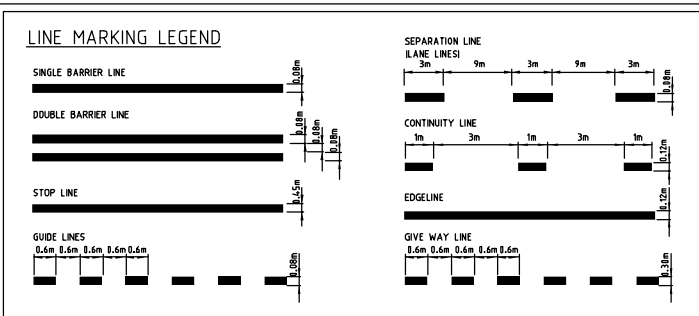 LINE MARKING LEGEND
SINGLE BARRIER LINE
0.08m
DOUBLE BARRIER LINE
0.08m
0.08m
0.08m
STOP LINE
0.45m
GUIDE LINES
0.6m 0.6m 0.6m 0.6m 0.6m
0.08m
SEPARATION LINE
(LANE LINES)
3m 9m 3m 9m 3m
0.08m
CONTINUITY LINE
1m 3m 1m 3m 1m
0.12m
EDGELINE
0.12m
GIVE WAY LINE
0.6m 0.6m 0.6m 0.6m 0.6m
0.30m